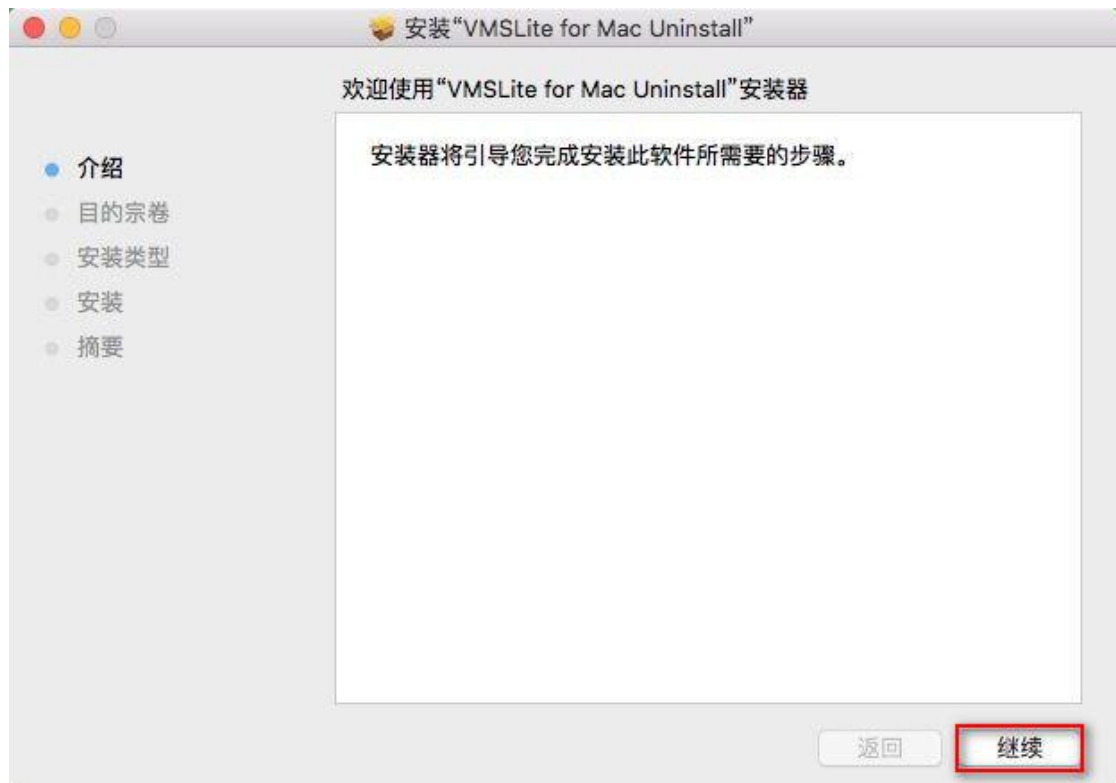 安装“VMSLite for Mac Uninstall”
欢迎使用“VMSLite for Mac Uninstall”安装器
安装器将引导您完成安装此软件所需要的步骤。
介绍
目的宗卷
安装类型
安装
摘要
返回
继续